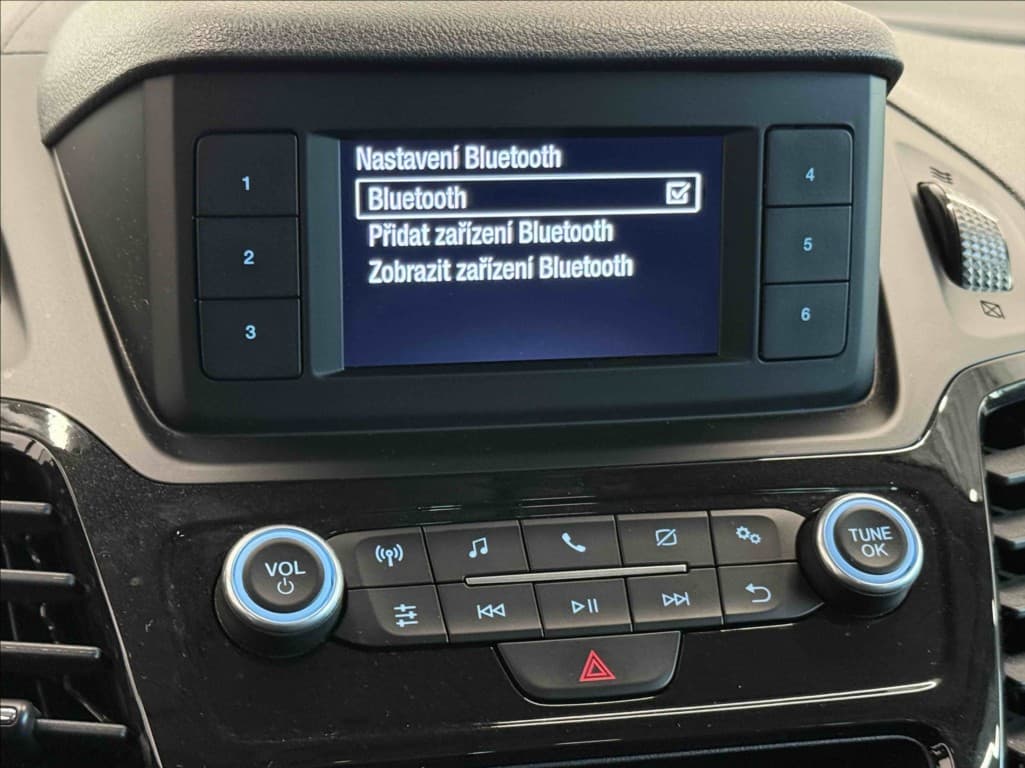 Nastavení Bluetooth
Bluetooth
Přidat zařízení Bluetooth
Zobrazit zařízení Bluetooth
1
2
3
4
5
6
VOL
TUNE
OK